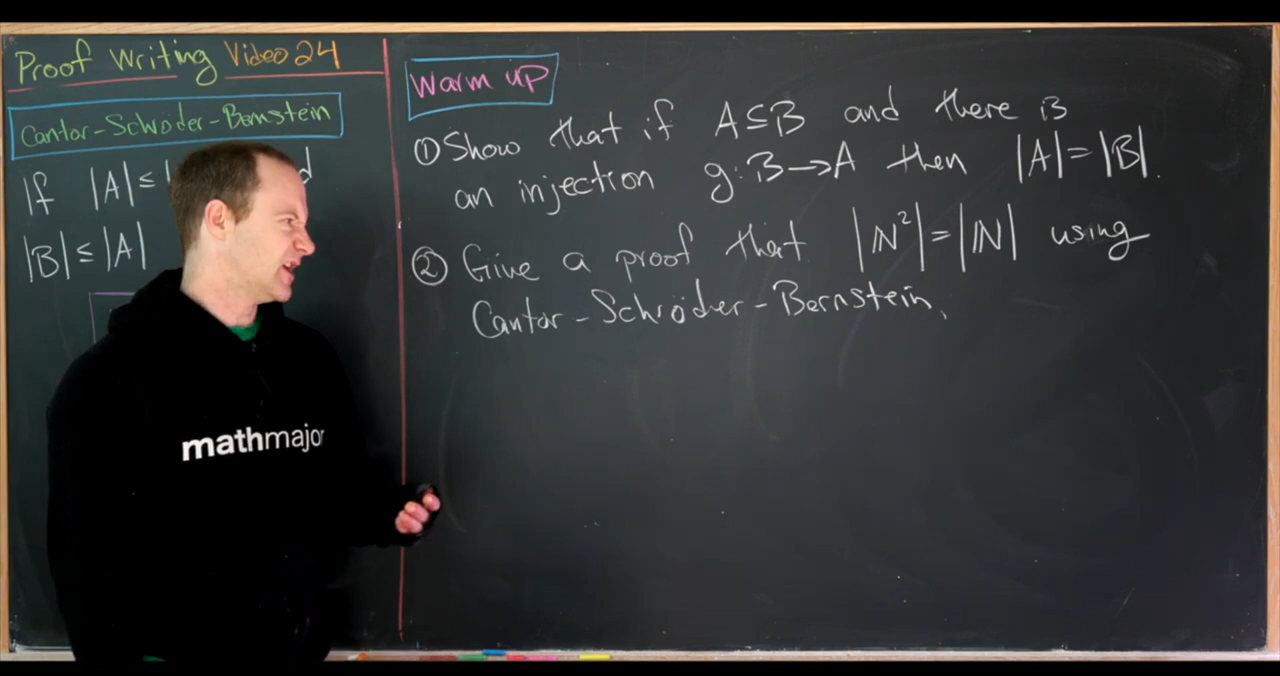 Proof Writing Video 24
Cantor-Schröder-Bernstein
If |A| ≤
|B| ≤ |A|
mathmajor
Warm up
① Show that if A ⊆ B and there is
an injection g: B → A then |A| = |B|.
② Give a proof that |ℕ²| = |ℕ| using
Cantor-Schröder-Bernstein.